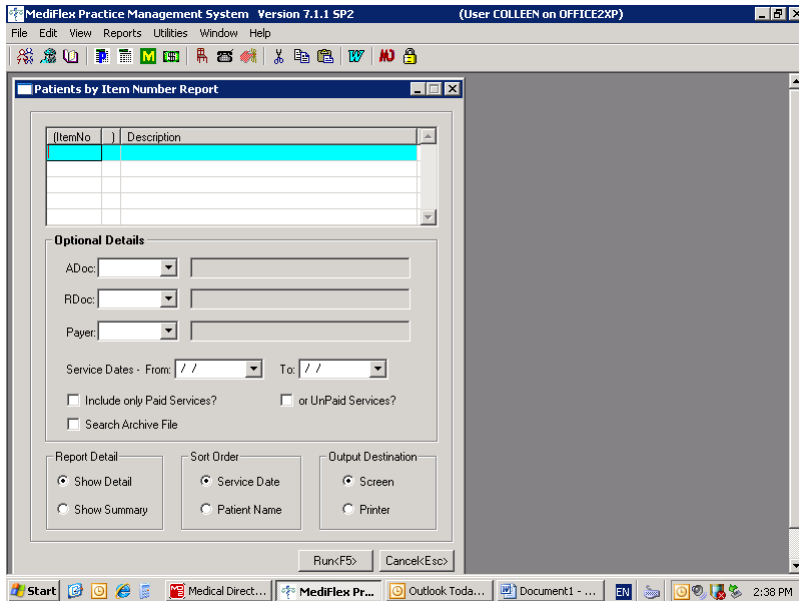 MediFlex Practice Management System Version 7.1.1 SP2 (User COLLEEN on OFFICE2XP)
File Edit View Reports Utilities Window Help
Patients by Item Number Report
(ItemNo ) Description
Optional Details
ADoc:
RDoc:
Payer:
Service Dates - From: / / To: / /
Include only Paid Services? or UnPaid Services?
Search Archive File
Report Detail Sort Order Output Destination
Show Detail Service Date Screen
Show Summary Patient Name Printer
Run<F5> Cancel<Esc>
Start Medical Direct... MediFlex Pr... Outlook Toda... Document1 - ... EN 2:38 PM